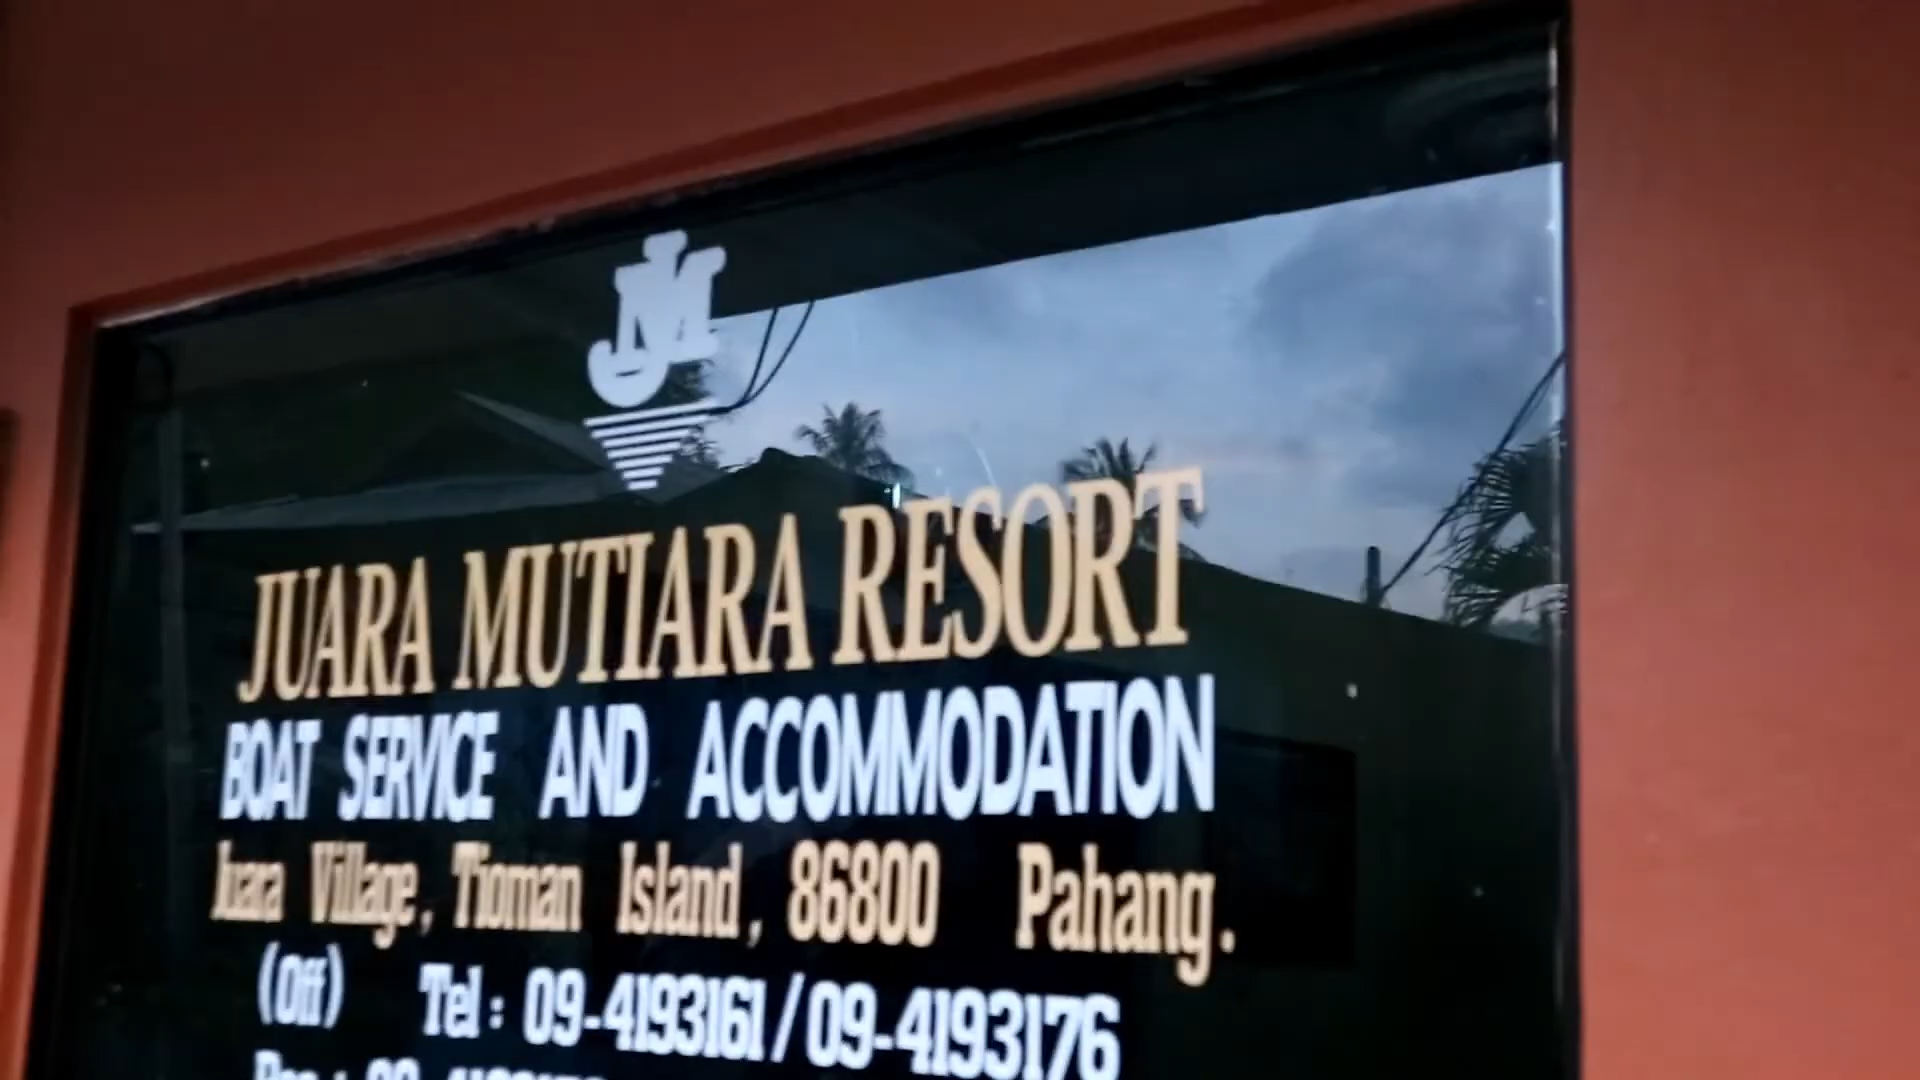 JM
JUARA MUTIARA RESORT
BOAT SERVICE AND ACCOMMODATION
Juara Village, Tioman Island, 86800 Pahang.
(Off) Tel: 09-4193161/09-4193176